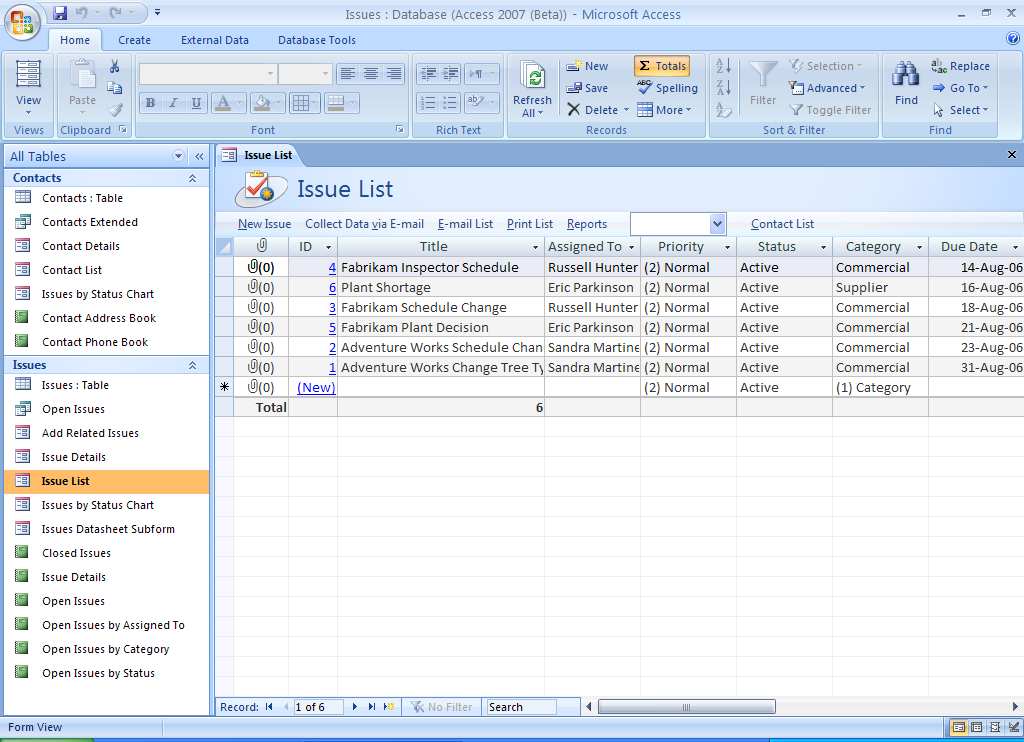 Issues : Database (Access 2007 (Beta)) - Microsoft Access
Home Create External Data Database Tools
View Paste Refresh All New Save Delete Σ Totals Spelling More Filter Selection Advanced Toggle Filter Find Replace Go To Select
B I U A
Views Clipboard Font Rich Text Records Sort & Filter Find
All Tables «
Contacts
Contacts : Table
Contacts Extended
Contact Details
Contact List
Issues by Status Chart
Contact Address Book
Contact Phone Book
Issues
Issues : Table
Open Issues
Add Related Issues
Issue Details
Issue List
Issues by Status Chart
Issues Datasheet Subform
Closed Issues
Issue Details
Open Issues
Open Issues by Assigned To
Open Issues by Category
Open Issues by Status
Issue List
Issue List
New Issue Collect Data via E-mail E-mail List Print List Reports Contact List
ID Title Assigned To Priority Status Category Due Date
(0) 4 Fabrikam Inspector Schedule Russell Hunter (2) Normal Active Commercial 14-Aug-06
(0) 6 Plant Shortage Eric Parkinson (2) Normal Active Supplier 16-Aug-06
(0) 3 Fabrikam Schedule Change Russell Hunter (2) Normal Active Commercial 18-Aug-06
(0) 5 Fabrikam Plant Decision Eric Parkinson (2) Normal Active Commercial 21-Aug-06
(0) 2 Adventure Works Schedule Chan Sandra Martine (2) Normal Active Commercial 23-Aug-06
(0) 1 Adventure Works Change Tree Ty Sandra Martine (2) Normal Active Commercial 31-Aug-06
* (0) (New) (2) Normal Active (1) Category
Total 6
Record: 1 of 6 No Filter Search
Form View